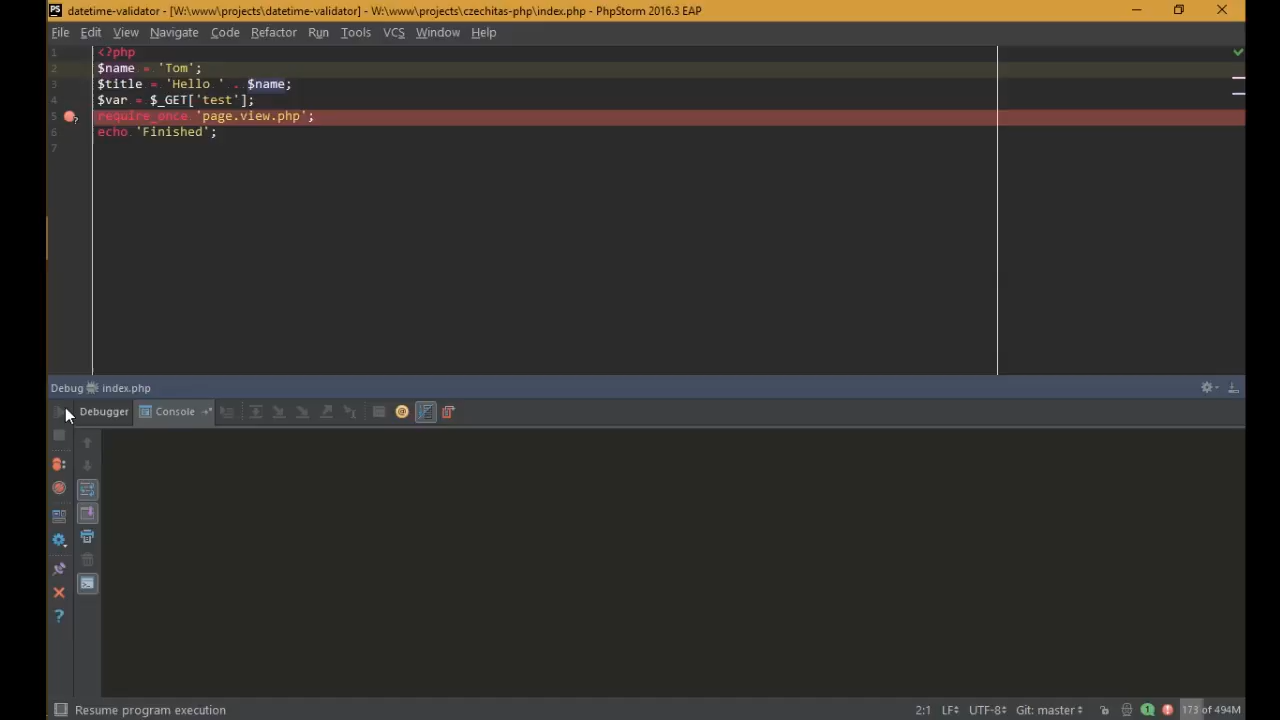 datetime-validator - [W:\www\projects\datetime-validator] - W:\www\projects\czechitas-php\index.php - PhpStorm 2016.3 EAP
File Edit View Navigate Code Refactor Run Tools VCS Window Help
1 <?php
2 $name = 'Tom';
3 $title = 'Hello ' . $name;
4 $var = $_GET['test'];
5 require_once 'page.view.php';
6 echo 'Finished';
7
Debug index.php
Debugger Console
Resume program execution 2:1 LF UTF-8 Git: master 1 173 of 494M